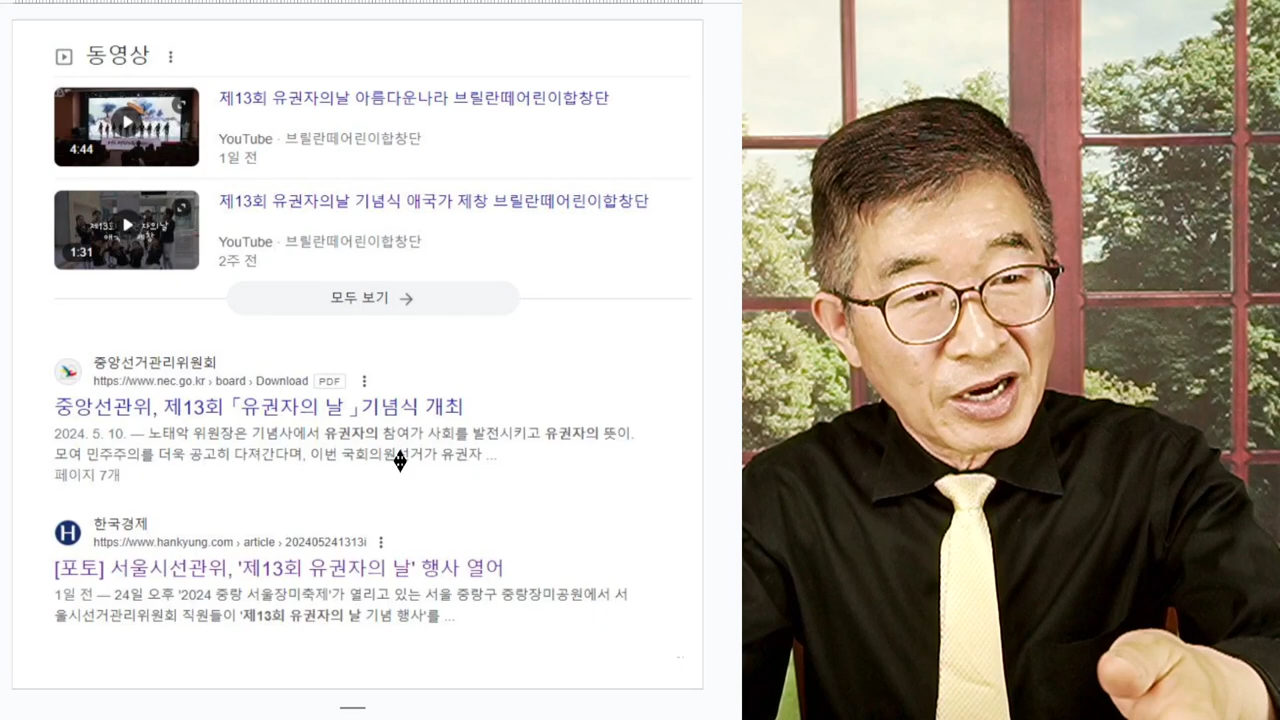 동영상
4:44
제13회 유권자의날 아름다운나라 브릴란떼어린이합창단
YouTube · 브릴란떼어린이합창단
1일 전
1:31
제13회 유권자의날 기념식 애국가 제창 브릴란떼어린이합창단
YouTube · 브릴란떼어린이합창단
2주 전
모두 보기 →
중앙선거관리위원회
https://www.nec.go.kr › board › Download PDF
중앙선관위, 제13회 「유권자의 날 」기념식 개최
2024. 5. 10. — 노태악 위원장은 기념사에서 유권자의 참여가 사회를 발전시키고 유권자의 뜻이.
모여 민주주의를 더욱 공고히 다져간다며, 이번 국회의원선거가 유권자 ...
페이지 7개
H
한국경제
https://www.hankyung.com › article › 202405241313i
[포토] 서울시선관위, '제13회 유권자의 날' 행사 열어
1일 전 — 24일 오후 '2024 중랑 서울장미축제'가 열리고 있는 서울 중랑구 중랑장미공원에서 서
울시선거관리위원회 직원들이 '제13회 유권자의 날 기념 행사'를 ...